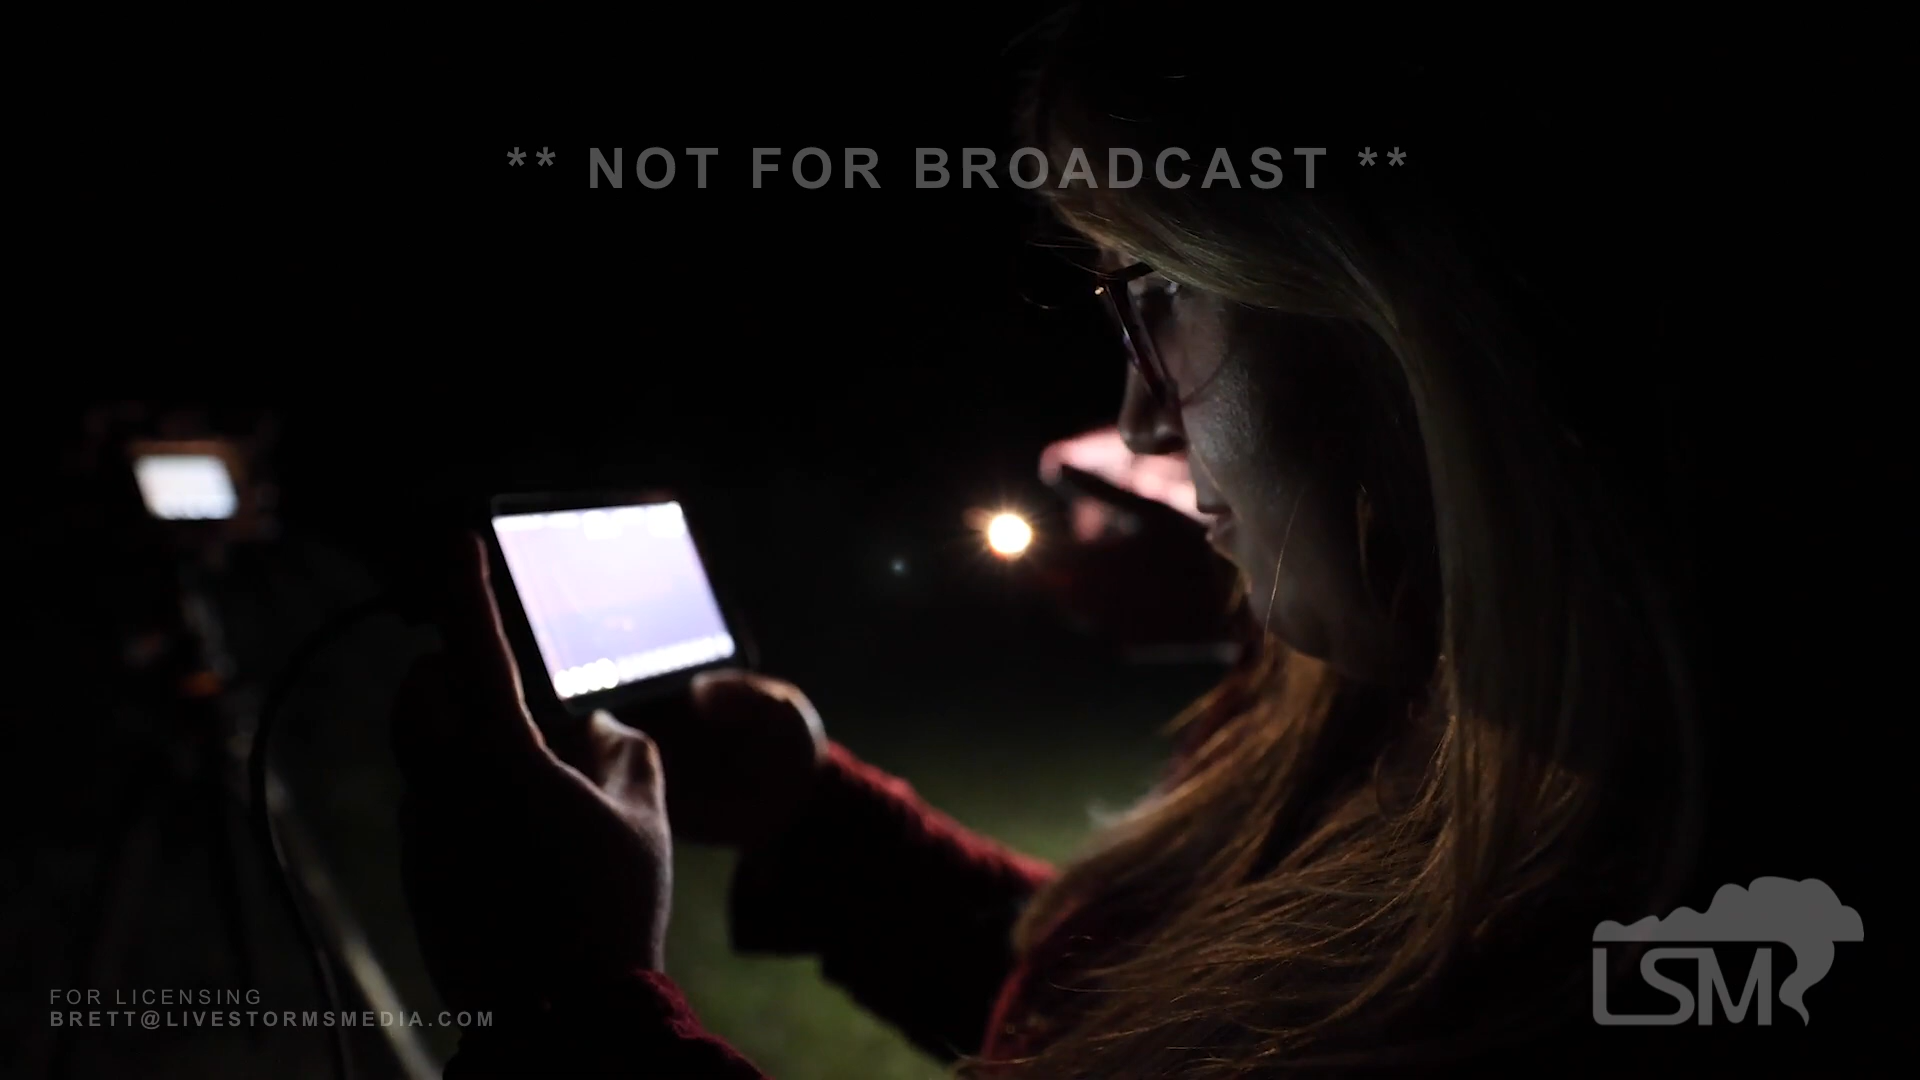 ** NOT FOR BROADCAST **
FOR LICENSING
BRETT@LIVESTORMSMEDIA.COM
LSM